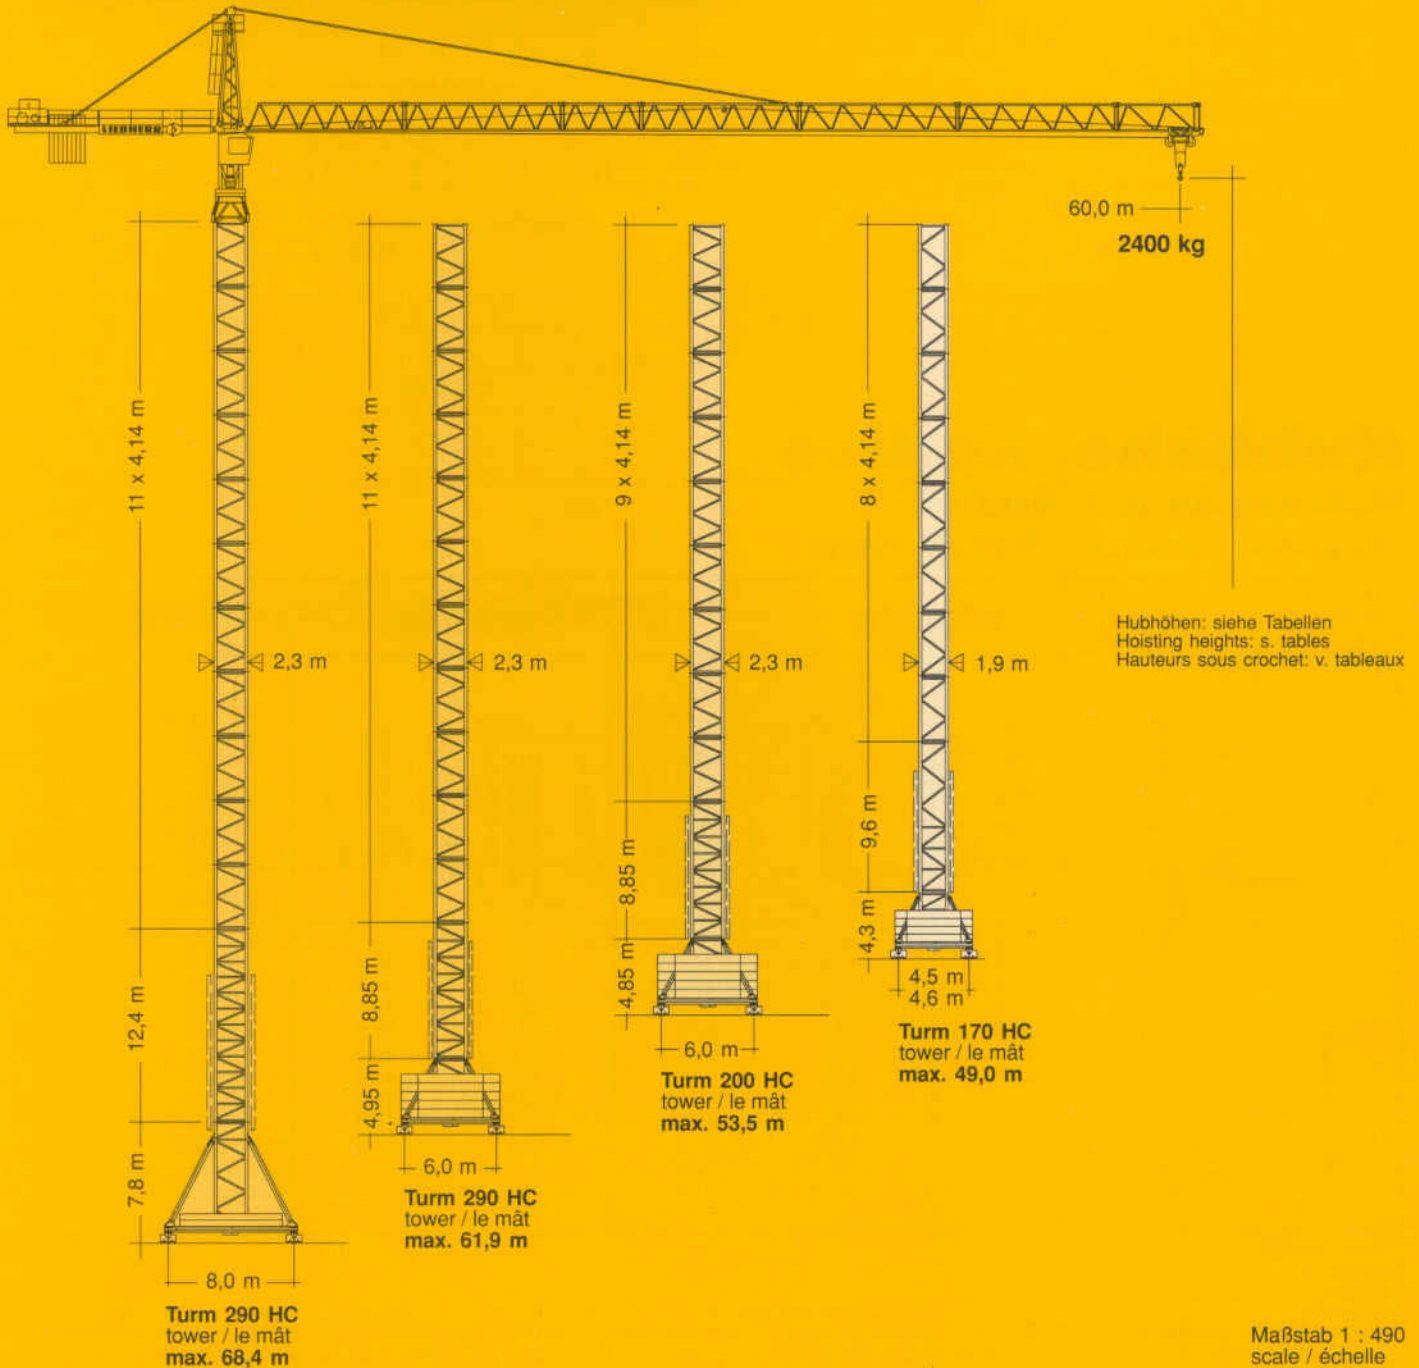 LIEBHERR
60,0 m
2400 kg
11 x 4,14 m
11 x 4,14 m
9 x 4,14 m
8 x 4,14 m
Hubhöhen: siehe Tabellen
Hoisting heights: s. tables
Hauteurs sous crochet: v. tableaux
2,3 m
2,3 m
2,3 m
1,9 m
12,4 m
7,8 m
8,0 m
Turm 290 HC
tower / le mât
max. 68,4 m
8,85 m
4,95 m
6,0 m
Turm 290 HC
tower / le mât
max. 61,9 m
8,85 m
4,85 m
6,0 m
Turm 200 HC
tower / le mât
max. 53,5 m
9,6 m
4,3 m
4,5 m
4,6 m
Turm 170 HC
tower / le mât
max. 49,0 m
Maßstab 1 : 490
scale / échelle